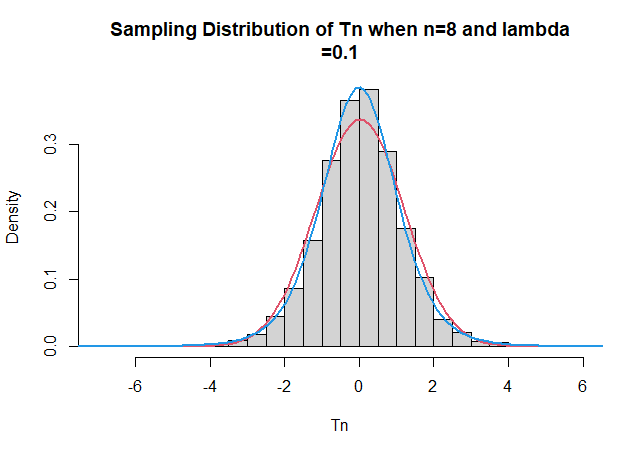 Sampling Distribution of Tn when n=8 and lambda
=0.1
Density
0.3
0.2
0.1
0.0
-6 -4 -2 0 2 4 6
Tn